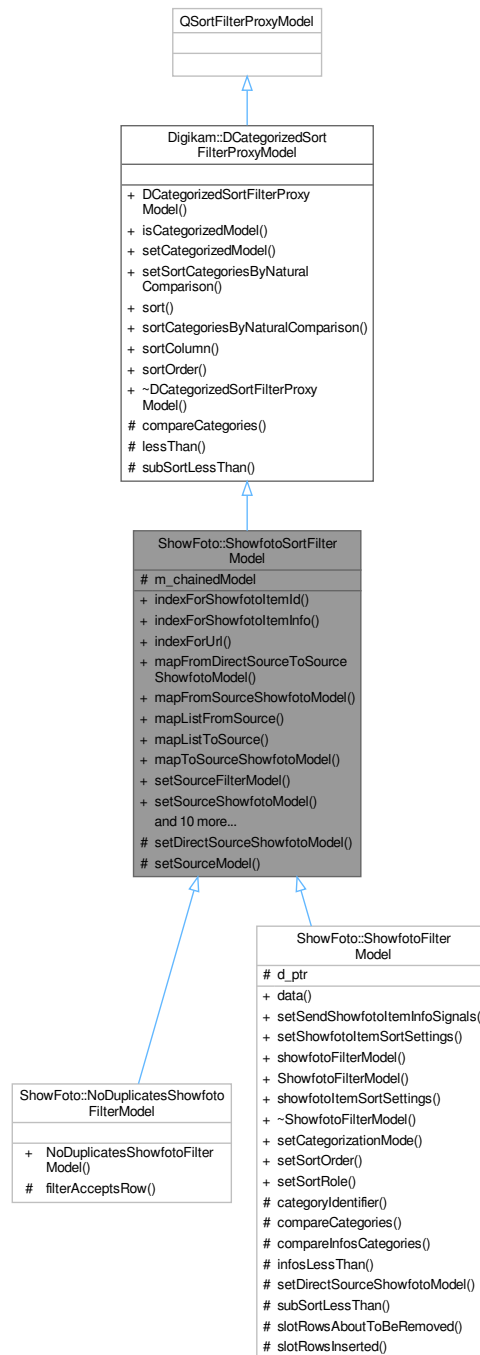 QSortFilterProxyModel
Digikam::DCategorizedSort
FilterProxyModel
+ DCategorizedSortFilterProxy
Model()
+ isCategorizedModel()
+ setCategorizedModel()
+ setSortCategoriesByNatural
Comparison()
+ sort()
+ sortCategoriesByNaturalComparison()
+ sortColumn()
+ sortOrder()
+ ~DCategorizedSortFilterProxy
Model()
# compareCategories()
# lessThan()
# subSortLessThan()
ShowFoto::ShowfotoSortFilter
Model
# m_chainedModel
+ indexForShowfotoItemId()
+ indexForShowfotoItemInfo()
+ indexForUrl()
+ mapFromDirectSourceToSource
ShowfotoModel()
+ mapFromSourceShowfotoModel()
+ mapListFromSource()
+ mapListToSource()
+ mapToSourceShowfotoModel()
+ setSourceFilterModel()
+ setSourceShowfotoModel()
and 10 more...
# setDirectSourceShowfotoModel()
# setSourceModel()
ShowFoto::NoDuplicatesShowfoto
FilterModel
+ NoDuplicatesShowfotoFilter
Model()
# filterAcceptsRow()
ShowFoto::ShowfotoFilter
Model
# d_ptr
+ data()
+ setSendShowfotoItemInfoSignals()
+ setShowfotoItemSortSettings()
+ showfotoFilterModel()
+ ShowfotoFilterModel()
+ showfotoItemSortSettings()
+ ~ShowfotoFilterModel()
+ setCategorizationMode()
+ setSortOrder()
+ setSortRole()
# categoryIdentifier()
# compareCategories()
# compareInfosCategories()
# infosLessThan()
# setDirectSourceShowfotoModel()
# subSortLessThan()
# slotRowsAboutToBeRemoved()
# slotRowsInserted()